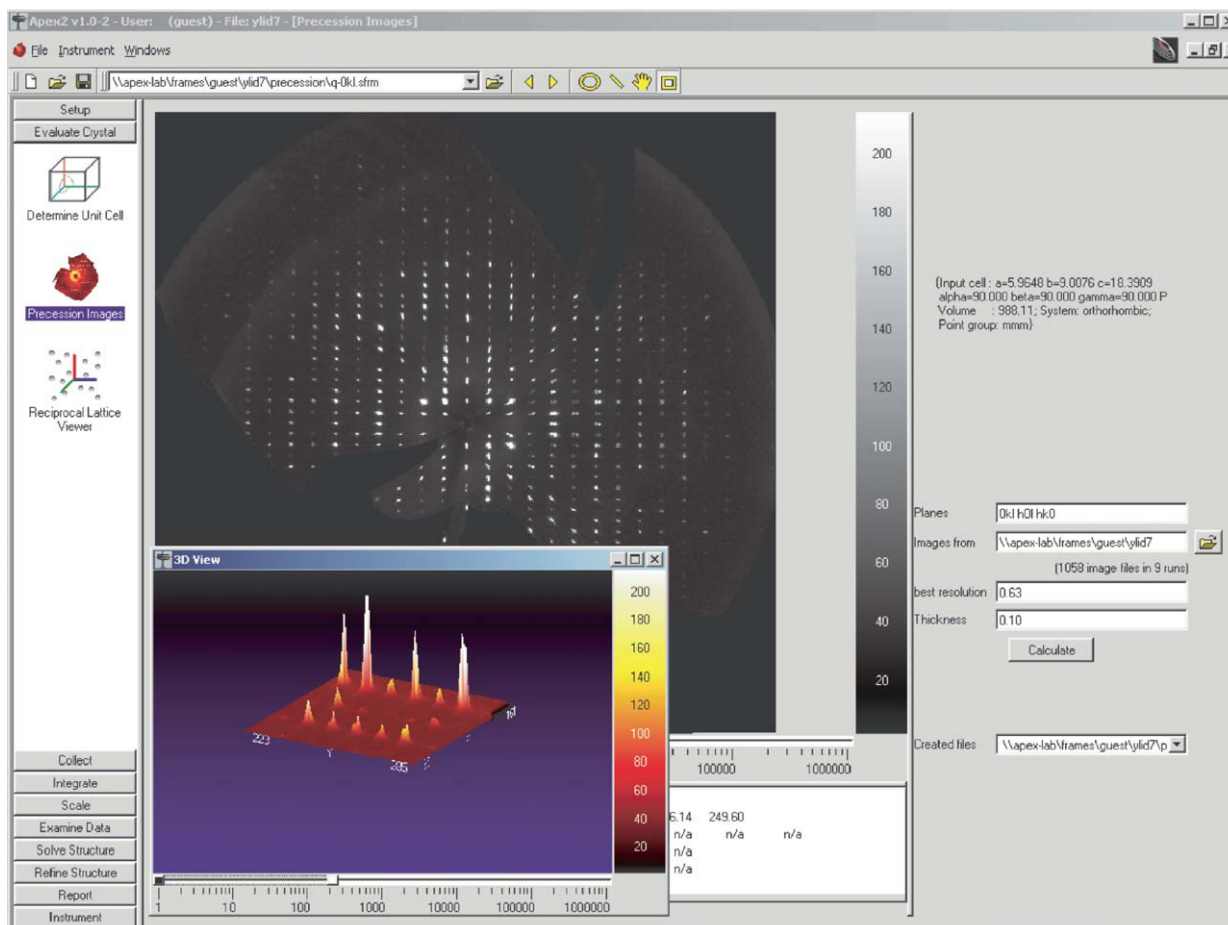 Apex2 v1.0-2 - User: (guest) - File: ylid7 - [Precession Images]
File Instrument Windows
\\apex-lab\frames\guest\ylid7\precession\q-0kl.sfrm
Setup
Evaluate Crystal
Determine Unit Cell
Precession Images
Reciprocal Lattice
Viewer
Collect
Integrate
Scale
Examine Data
Solve Structure
Refine Structure
Report
Instrument
200
180
160
140
120
100
80
60
40
20
100000 1000000
6.14 249.60
n/a n/a n/a
n/a
n/a
3D View
200
180
160
140
120
100
80
60
40
20
223
Y
295
1 10 100 1000 10000 100000 1000000
(Input cell : a=5.9648 b=9.0076 c=18.3909
alpha=90.000 beta=90.000 gamma=90.000 P
Volume : 988.11; System: orthorhombic;
Point group: mmm)
Planes 0kl h0l hk0
Images from \\apex-lab\frames\guest\ylid7
(1058 image files in 9 runs)
best resolution 0.63
Thickness 0.10
Calculate
Created files \\apex-lab\frames\guest\ylid7\p